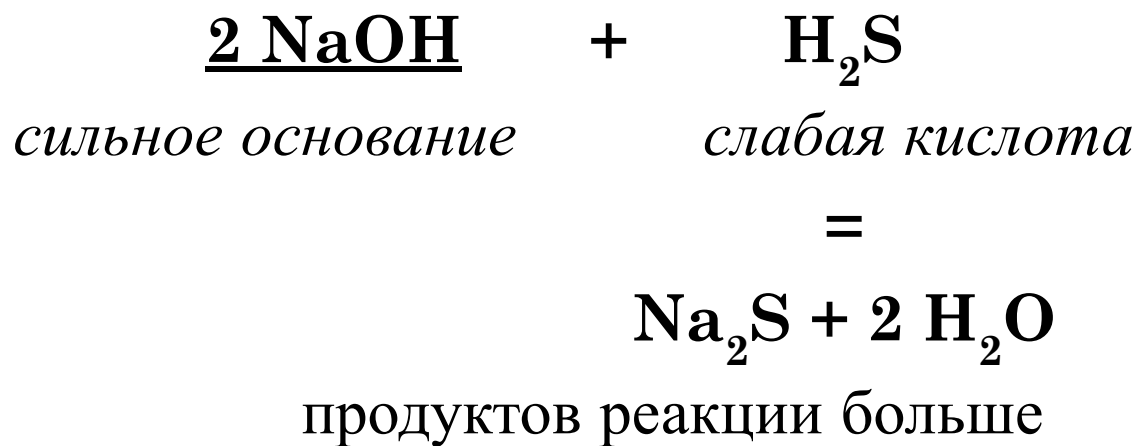 2 NaOH + H₂S
сильное основание слабая кислота
=
Na₂S + 2 H₂O
продуктов реакции больше